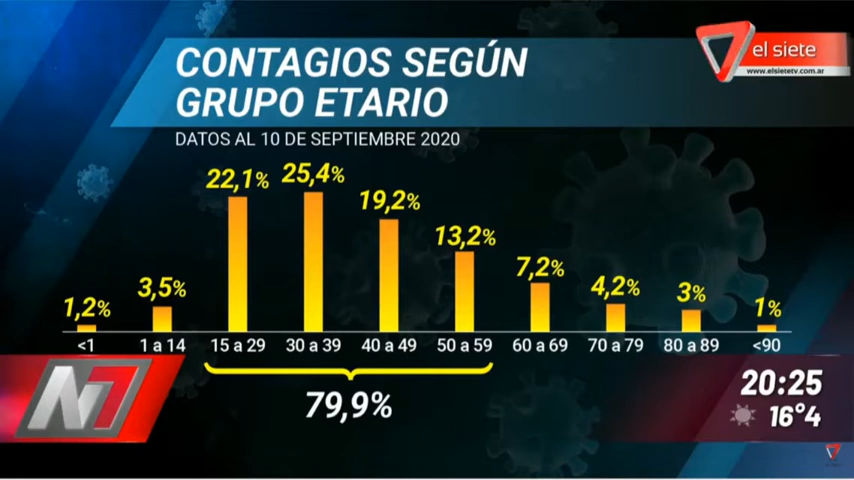 CONTAGIOS SEGÚN
GRUPO ETARIO
DATOS AL 10 DE SEPTIEMBRE 2020
el siete
www.elsietetv.com.ar
1,2% 3,5% 22,1% 25,4% 19,2% 13,2% 7,2% 4,2% 3% 1%
<1 1 a 14 15 a 29 30 a 39 40 a 49 50 a 59 60 a 69 70 a 79 80 a 89 <90
79,9%
N7
20:25
16°4